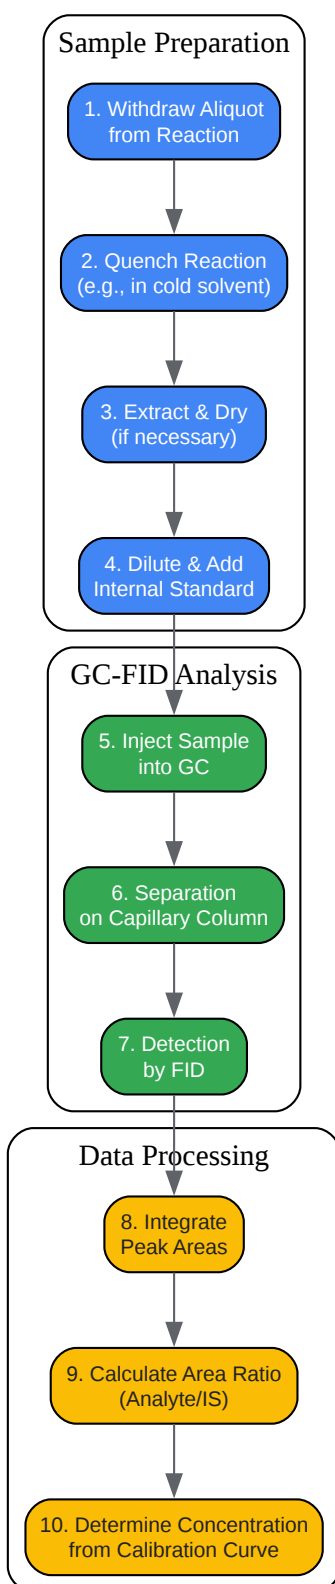 Sample Preparation
1. Withdraw Aliquot
from Reaction
2. Quench Reaction
(e.g., in cold solvent)
3. Extract & Dry
(if necessary)
4. Dilute & Add
Internal Standard
GC-FID Analysis
5. Inject Sample
into GC
6. Separation
on Capillary Column
7. Detection
by FID
Data Processing
8. Integrate
Peak Areas
9. Calculate Area Ratio
(Analyte/IS)
10. Determine Concentration
from Calibration Curve